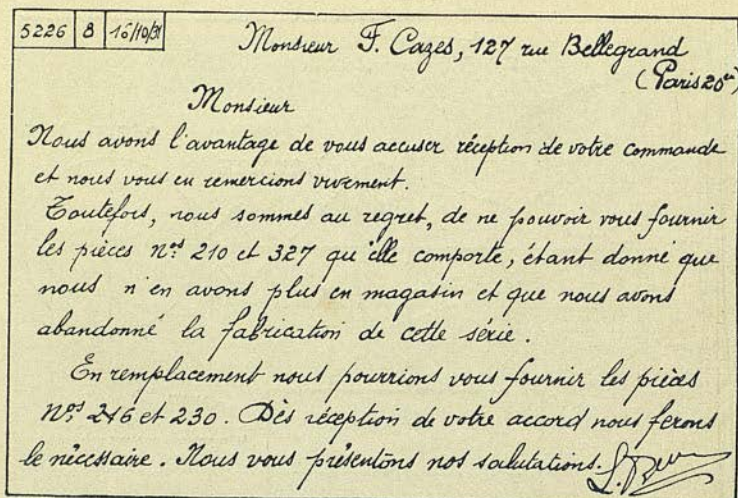 5226 8 16/10/31
Monsieur F. Cazes, 127 rue Bellegrand
(Paris 20e)
Monsieur
Nous avons l'avantage de vous accuser réception de votre commande
et nous vous en remercions vivement.
Toutefois, nous sommes au regret, de ne pouvoir vous fournir
les pièces nos 210 et 327 qu'elle comporte, étant donné que
nous n'en avons plus en magasin et que nous avons
abandonné la fabrication de cette série.
En remplacement nous pourrions vous fournir les pièces
Nos 216 et 230. Dès réception de votre accord nous ferons
le nécessaire. Nous vous présentons nos salutations.